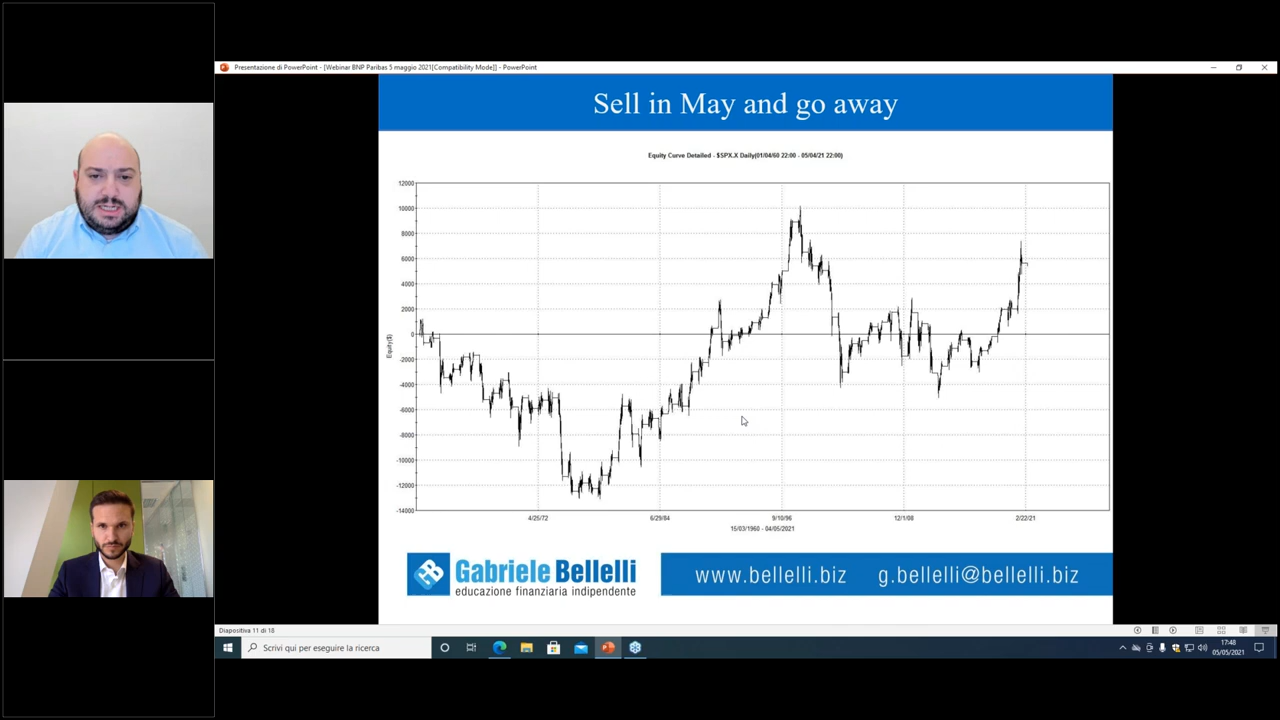 Presentazione di PowerPoint - [Webinar BNP Paribas 5 maggio 2021[Compatibility Mode]] - PowerPoint
Sell in May and go away
Equity Curve Detailed - $SPX.X Daily(01/04/60 22:00 - 05/04/21 22:00)
12000
10000
8000
6000
4000
2000
0
-2000
-4000
-6000
-8000
-10000
-12000
-14000
Equity($)
4/25/72
6/29/84
9/10/96
12/1/08
2/22/21
15/03/1960 - 04/05/2021
GB
Gabriele Bellelli
educazione finanziaria indipendente
www.bellelli.biz g.bellelli@bellelli.biz
Diapositiva 11 di 18
Scrivi qui per eseguire la ricerca
17:48
05/05/2021